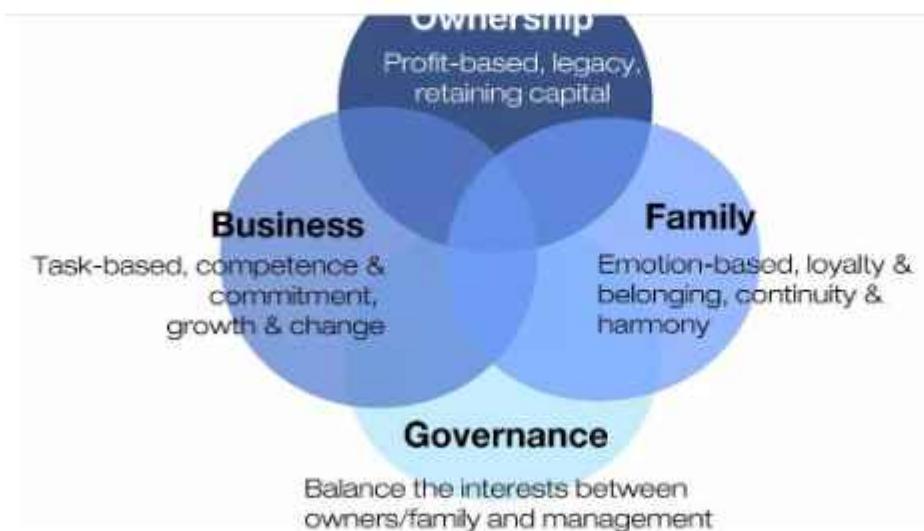 Ownership
Profit-based, legacy,
retaining capital
Business
Task-based, competence &
commitment,
growth & change
Family
Emotion-based, loyalty &
belonging, continuity &
harmony
Governance
Balance the interests between
owners/family and management